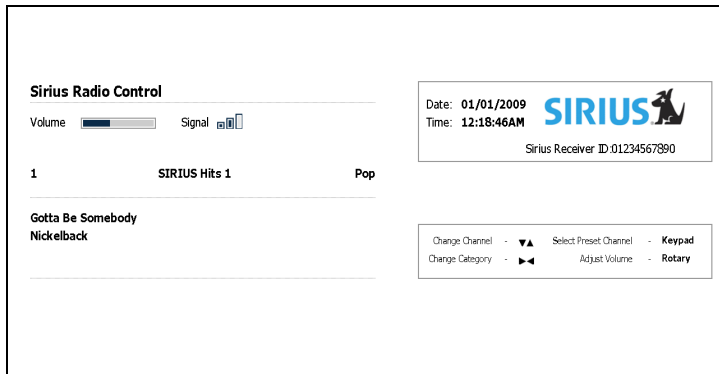 Sirius Radio Control
Volume Signal
1 SIRIUS Hits 1 Pop
Gotta Be Somebody
Nickelback
Date: 01/01/2009
Time: 12:18:46AM
SIRIUS
Sirius Receiver ID:01234567890
Change Channel - ▼▲ Select Preset Channel - Keypad
Change Category - ►◄ Adjust Volume - Rotary